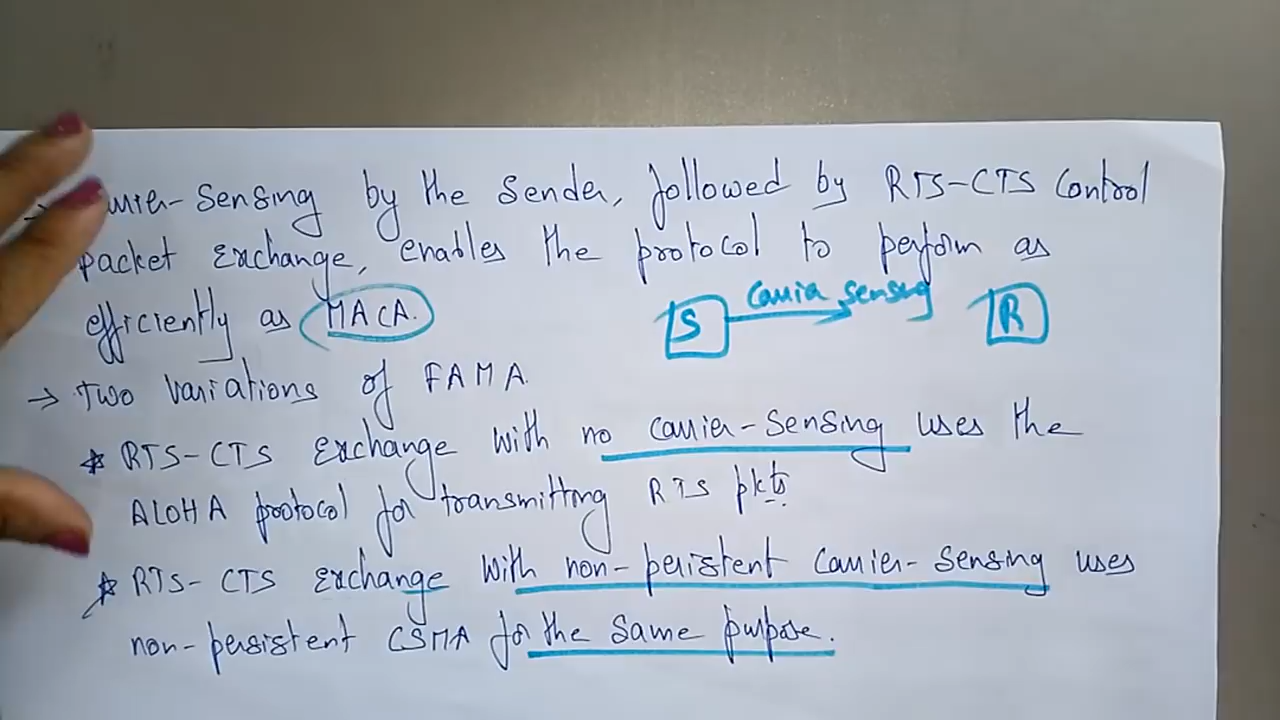 → Carrier-Sensing by the Sender, followed by RTS-CTS Control
packet Exchange, enables the protocol to perform as
efficiently as MACA.
S carrier sensing R
→ Two variations of FAMA.
* RTS-CTS Exchange with no carrier-sensing uses the
ALOHA protocol for transmitting RTS pkts.
* RTS-CTS Exchange with non-persistent Carrier-Sensing uses
non-persistent CSMA for the same purpose.